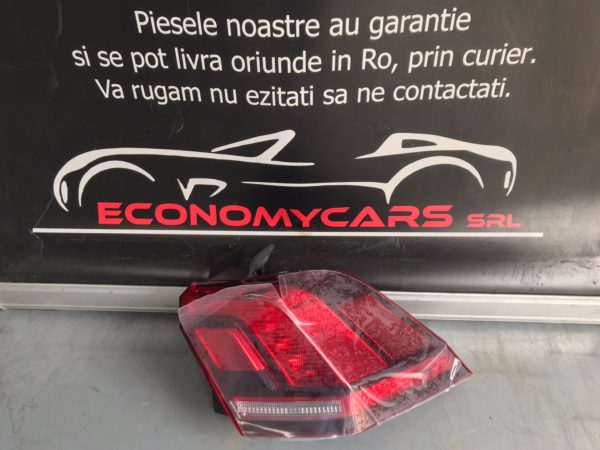 Piesele noastre au garantie
si se pot livra oriunde in Ro, prin curier.
Va rugam nu ezitati sa ne contactati.
ECONOMYCARS SRL